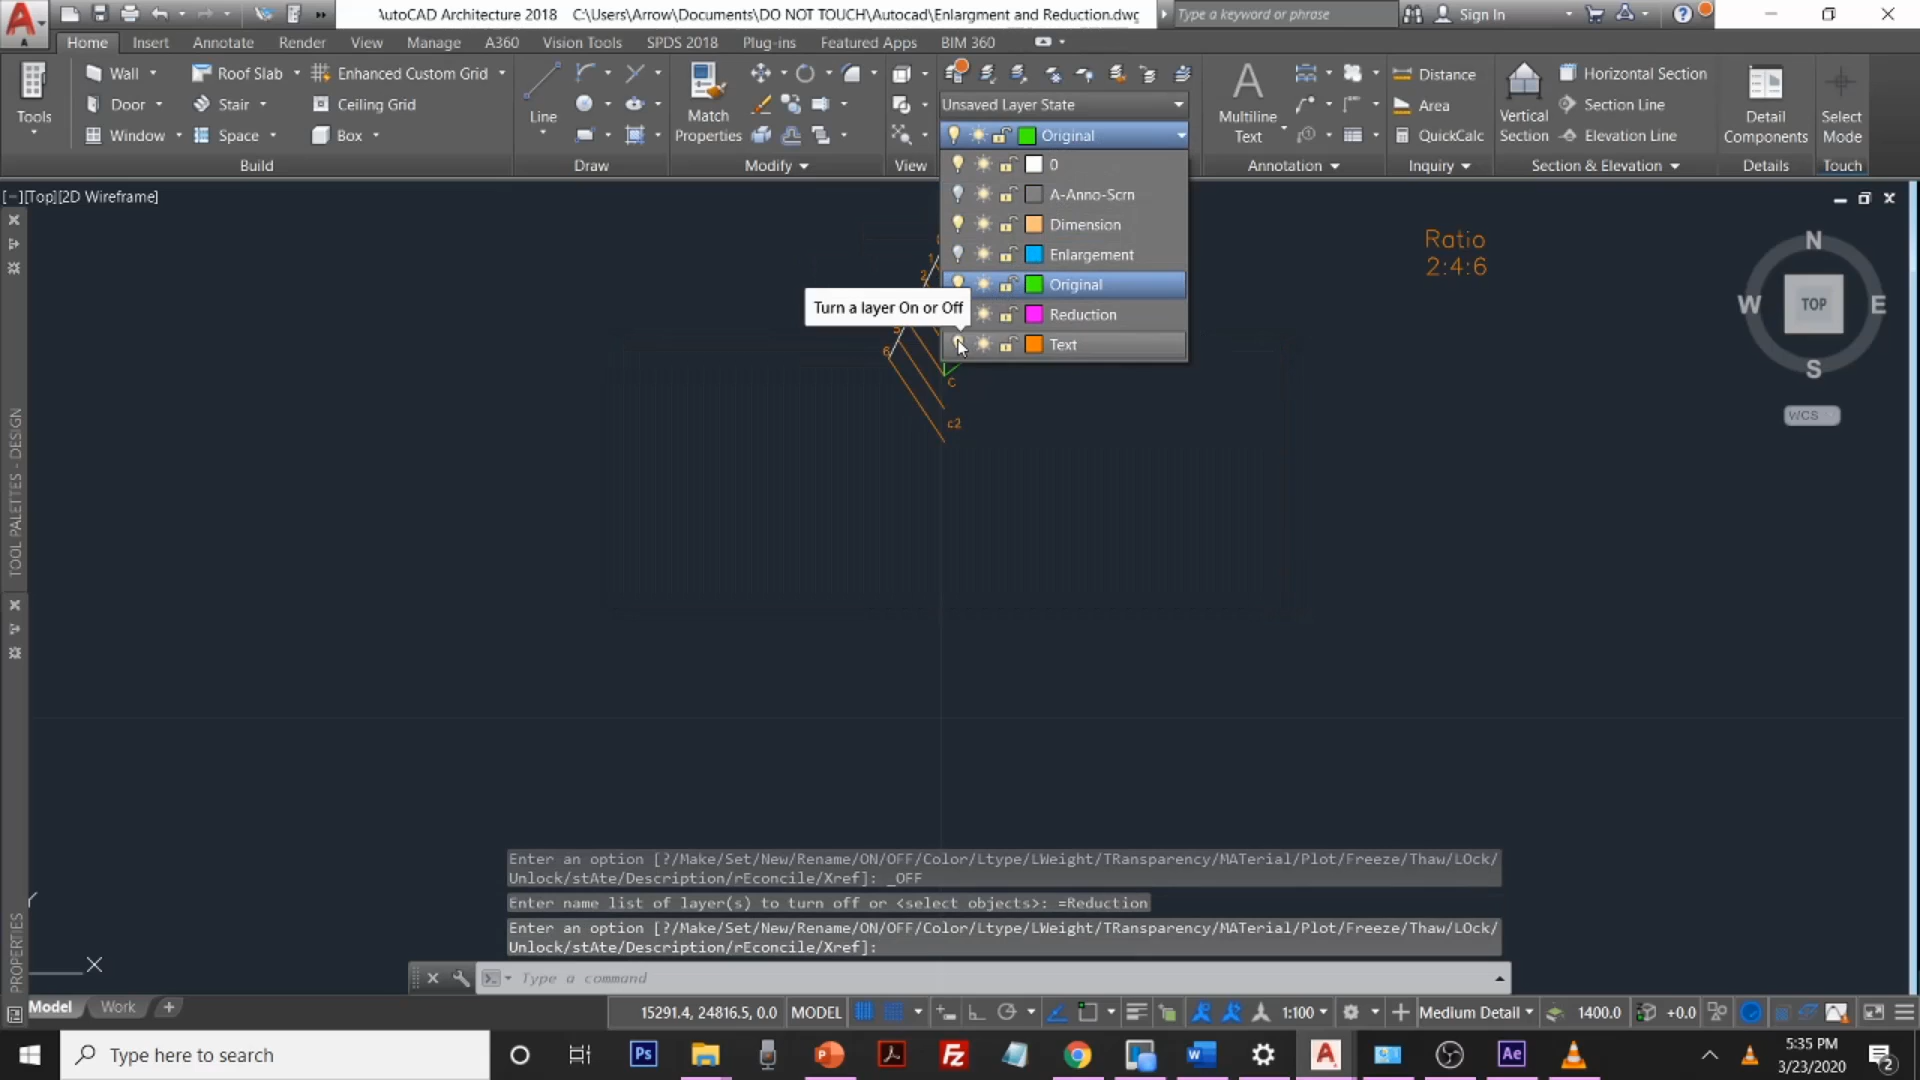 AutoCAD Architecture 2018 C:\Users\Arrow\Documents\DO NOT TOUCH\Autocad\Enlargment and Reduction.dwg
Type a keyword or phrase
Sign In
Home Insert Annotate Render View Manage A360 Vision Tools SPDS 2018 Plug-ins Featured Apps BIM 360
Wall Roof Slab Enhanced Custom Grid
Door Stair Ceiling Grid
Window Space Box
Tools
Build
Line
Draw
Match
Properties
Modify
View
Unsaved Layer State
Original
Multiline
Text
Annotation
Distance
Area
QuickCalc
Inquiry
Vertical
Section
Horizontal Section
Section Line
Elevation Line
Section & Elevation
Detail
Components
Details
Select
Mode
Touch
0
A-Anno-Scrn
Dimension
Enlargement
Original
Reduction
Text
Turn a layer On or Off
[−][Top][2D Wireframe]
TOOL PALETTES - DESIGN
PROPERTIES
1
2
6
C
c2
Ratio
2:4:6
N
W TOP E
S
WCS
Enter an option [?/Make/Set/New/Rename/ON/OFF/Color/Ltype/LWeight/TRansparency/MATerial/Plot/Freeze/Thaw/LOck/
Unlock/stAte/Description/rEconcile/Xref]: _OFF
Enter name list of layer(s) to turn off or <select objects>: =Reduction
Enter an option [?/Make/Set/New/Rename/ON/OFF/Color/Ltype/LWeight/TRansparency/MATerial/Plot/Freeze/Thaw/LOck/
Unlock/stAte/Description/rEconcile/Xref]:
Type a command
Model Work +
15291.4, 24816.5, 0.0 MODEL 1:100 Medium Detail 1400.0 +0.0
Type here to search
Ps
Ae
5:35 PM
3/23/2020
2